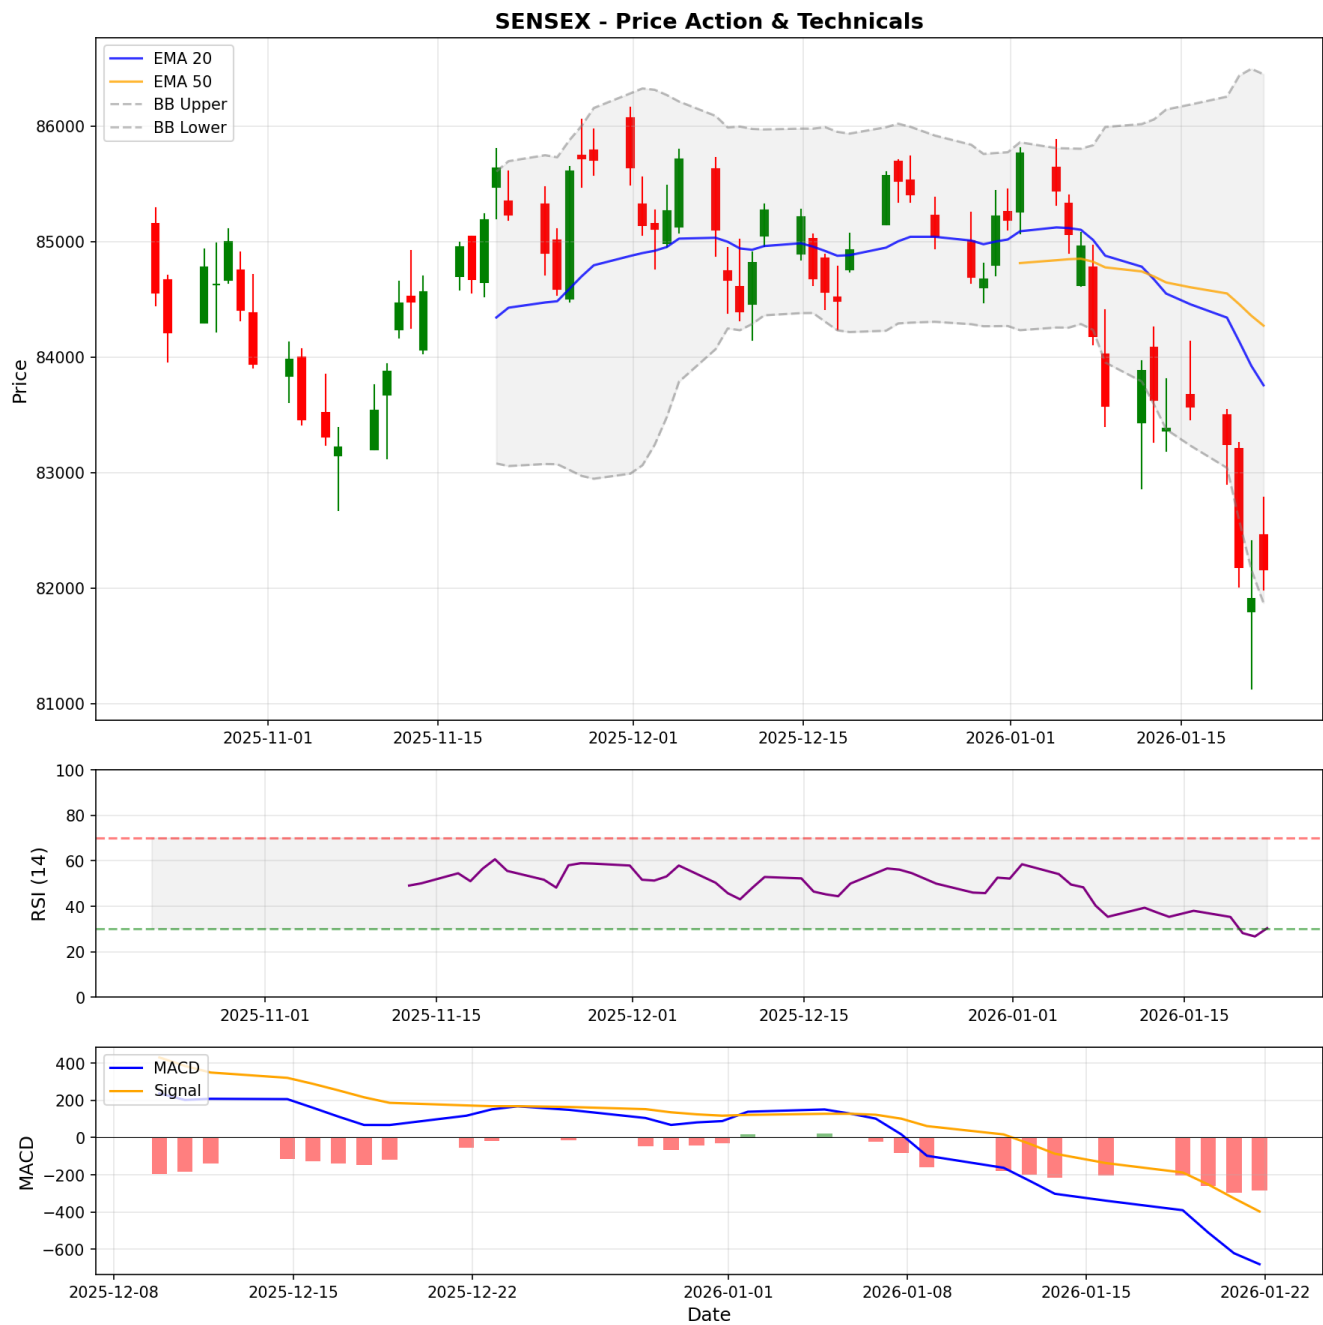 SENSEX - Price Action & Technicals
EMA 20
EMA 50
BB Upper
BB Lower
86000
85000
84000
83000
82000
81000
Price
2025-11-01 2025-11-15 2025-12-01 2025-12-15 2026-01-01 2026-01-15
100
80
60
40
20
0
RSI (14)
2025-11-01 2025-11-15 2025-12-01 2025-12-15 2026-01-01 2026-01-15
MACD
Signal
400
200
0
−200
−400
−600
MACD
2025-12-08 2025-12-15 2025-12-22 2026-01-01 2026-01-08 2026-01-15 2026-01-22
Date